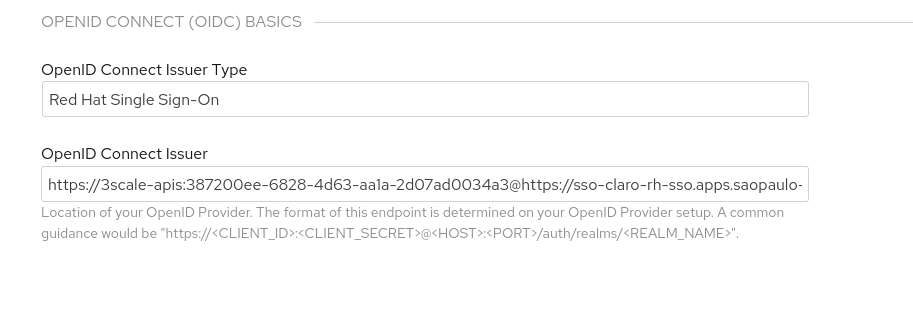 OPENID CONNECT (OIDC) BASICS
OpenID Connect Issuer Type
Red Hat Single Sign-On
OpenID Connect Issuer
https://3scale-apis:387200ee-6828-4d63-aa1a-2d07ad0034a3@https://sso-claro-rh-sso.apps.saopaulo-
Location of your OpenID Provider. The format of this endpoint is determined on your OpenID Provider setup. A common
guidance would be "https://<CLIENT_ID>:<CLIENT_SECRET>@<HOST>:<PORT>/auth/realms/<REALM_NAME>".